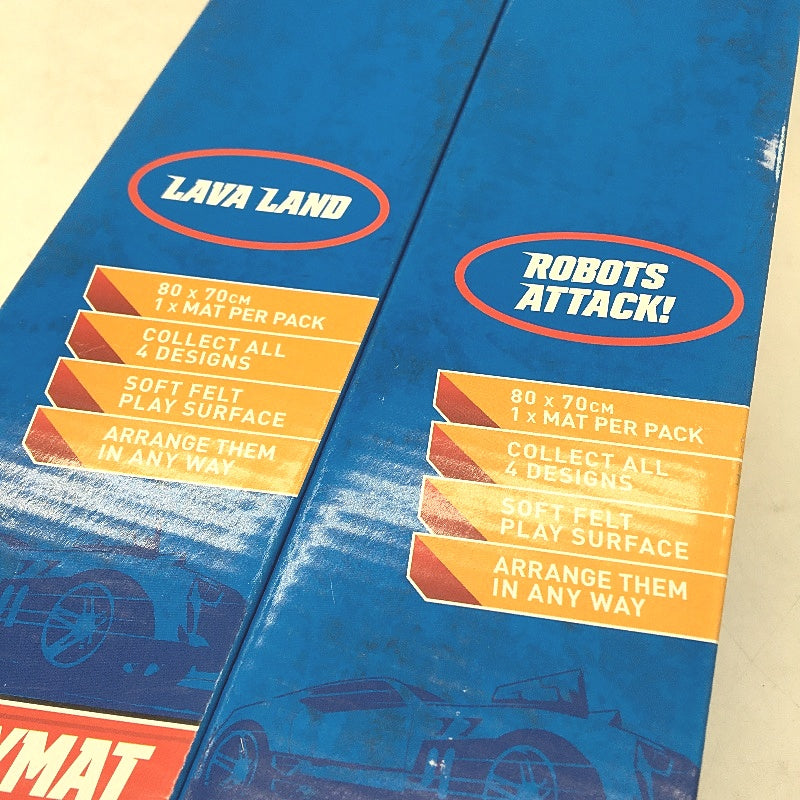 LAVA LAND
80 x 70CM
1 x MAT PER PACK
COLLECT ALL
4 DESIGNS
SOFT FELT
PLAY SURFACE
ARRANGE THEM
IN ANY WAY
ROBOTS
ATTACK!
80 x 70CM
1 x MAT PER PACK
COLLECT ALL
4 DESIGNS
SOFT FELT
PLAY SURFACE
ARRANGE THEM
IN ANY WAY